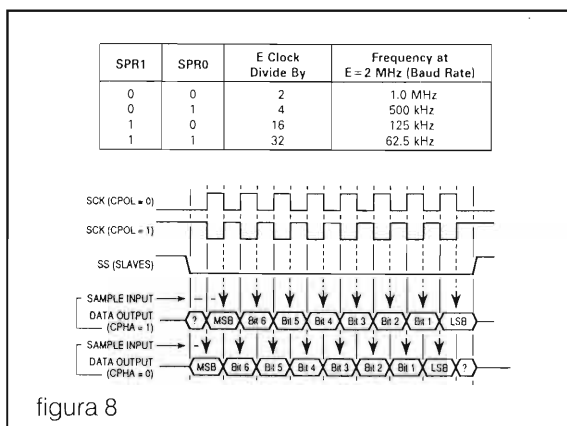 SPR1 SPR0 E Clock Divide By Frequency at E = 2 MHz (Baud Rate)
0 0 2 1.0 MHz
0 1 4 500 kHz
1 0 16 125 kHz
1 1 32 62.5 kHz
SCK (CPOL = 0)
SCK (CPOL = 1)
SS (SLAVES)
SAMPLE INPUT
DATA OUTPUT (CPHA = 1) ? MSB Bit 6 Bit 5 Bit 4 Bit 3 Bit 2 Bit 1 LSB
SAMPLE INPUT
DATA OUTPUT (CPHA = 0) MSB Bit 6 Bit 5 Bit 4 Bit 3 Bit 2 Bit 1 LSB ?
figura 8